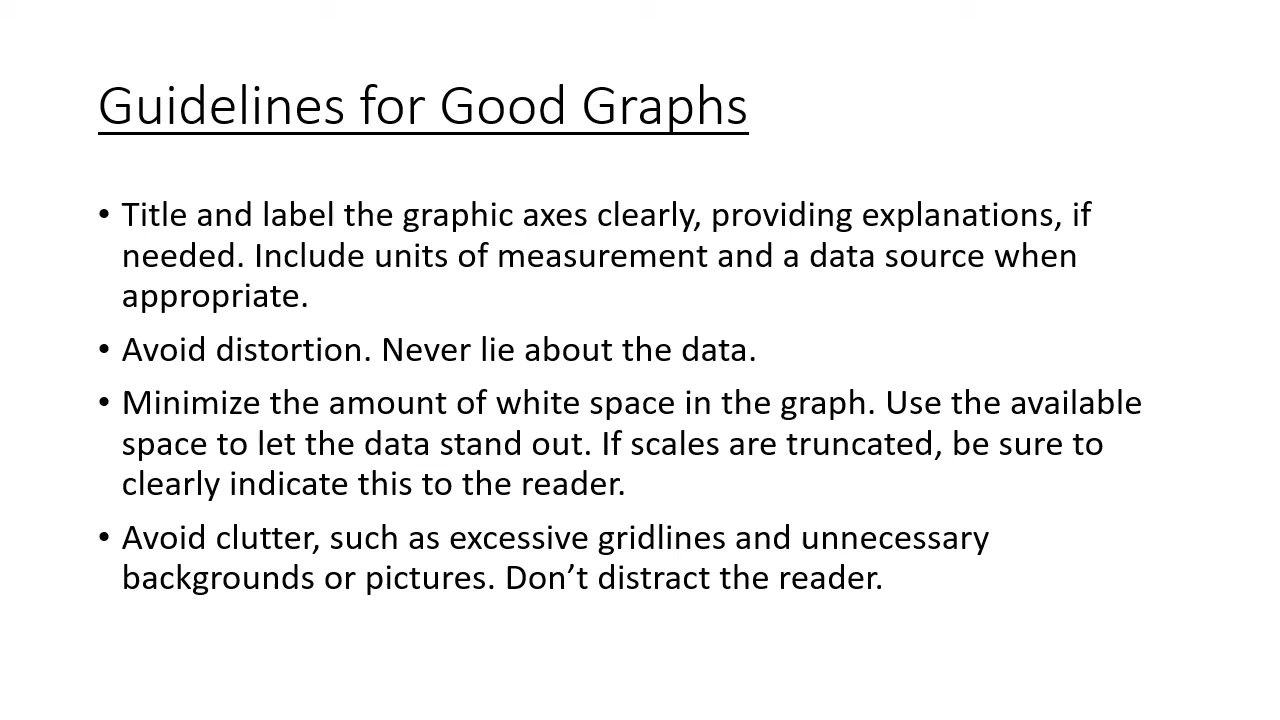 Guidelines for Good Graphs
• Title and label the graphic axes clearly, providing explanations, if
needed. Include units of measurement and a data source when
appropriate.
• Avoid distortion. Never lie about the data.
• Minimize the amount of white space in the graph. Use the available
space to let the data stand out. If scales are truncated, be sure to
clearly indicate this to the reader.
• Avoid clutter, such as excessive gridlines and unnecessary
backgrounds or pictures. Don’t distract the reader.